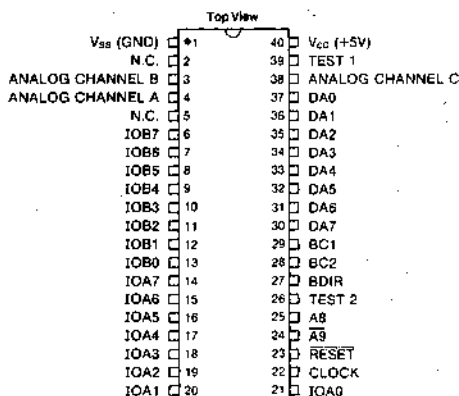 Top View
Vss (GND) 1 40 Vcc (+5V)
N.C. 2 39 TEST 1
ANALOG CHANNEL B 3 38 ANALOG CHANNEL C
ANALOG CHANNEL A 4 37 DA0
N.C. 5 36 DA1
IOB7 6 35 DA2
IOB6 7 34 DA3
IOB5 8 33 DA4
IOB4 9 32 DA5
IOB3 10 31 DA6
IOB2 11 30 DA7
IOB1 12 29 BC1
IOB0 13 28 BC2
IOA7 14 27 BDIR
IOA6 15 26 TEST 2
IOA5 16 25 A8
IOA4 17 24 A̅9̅
IOA3 18 23 R̅E̅S̅E̅T̅
IOA2 19 22 CLOCK
IOA1 20 21 IOA0